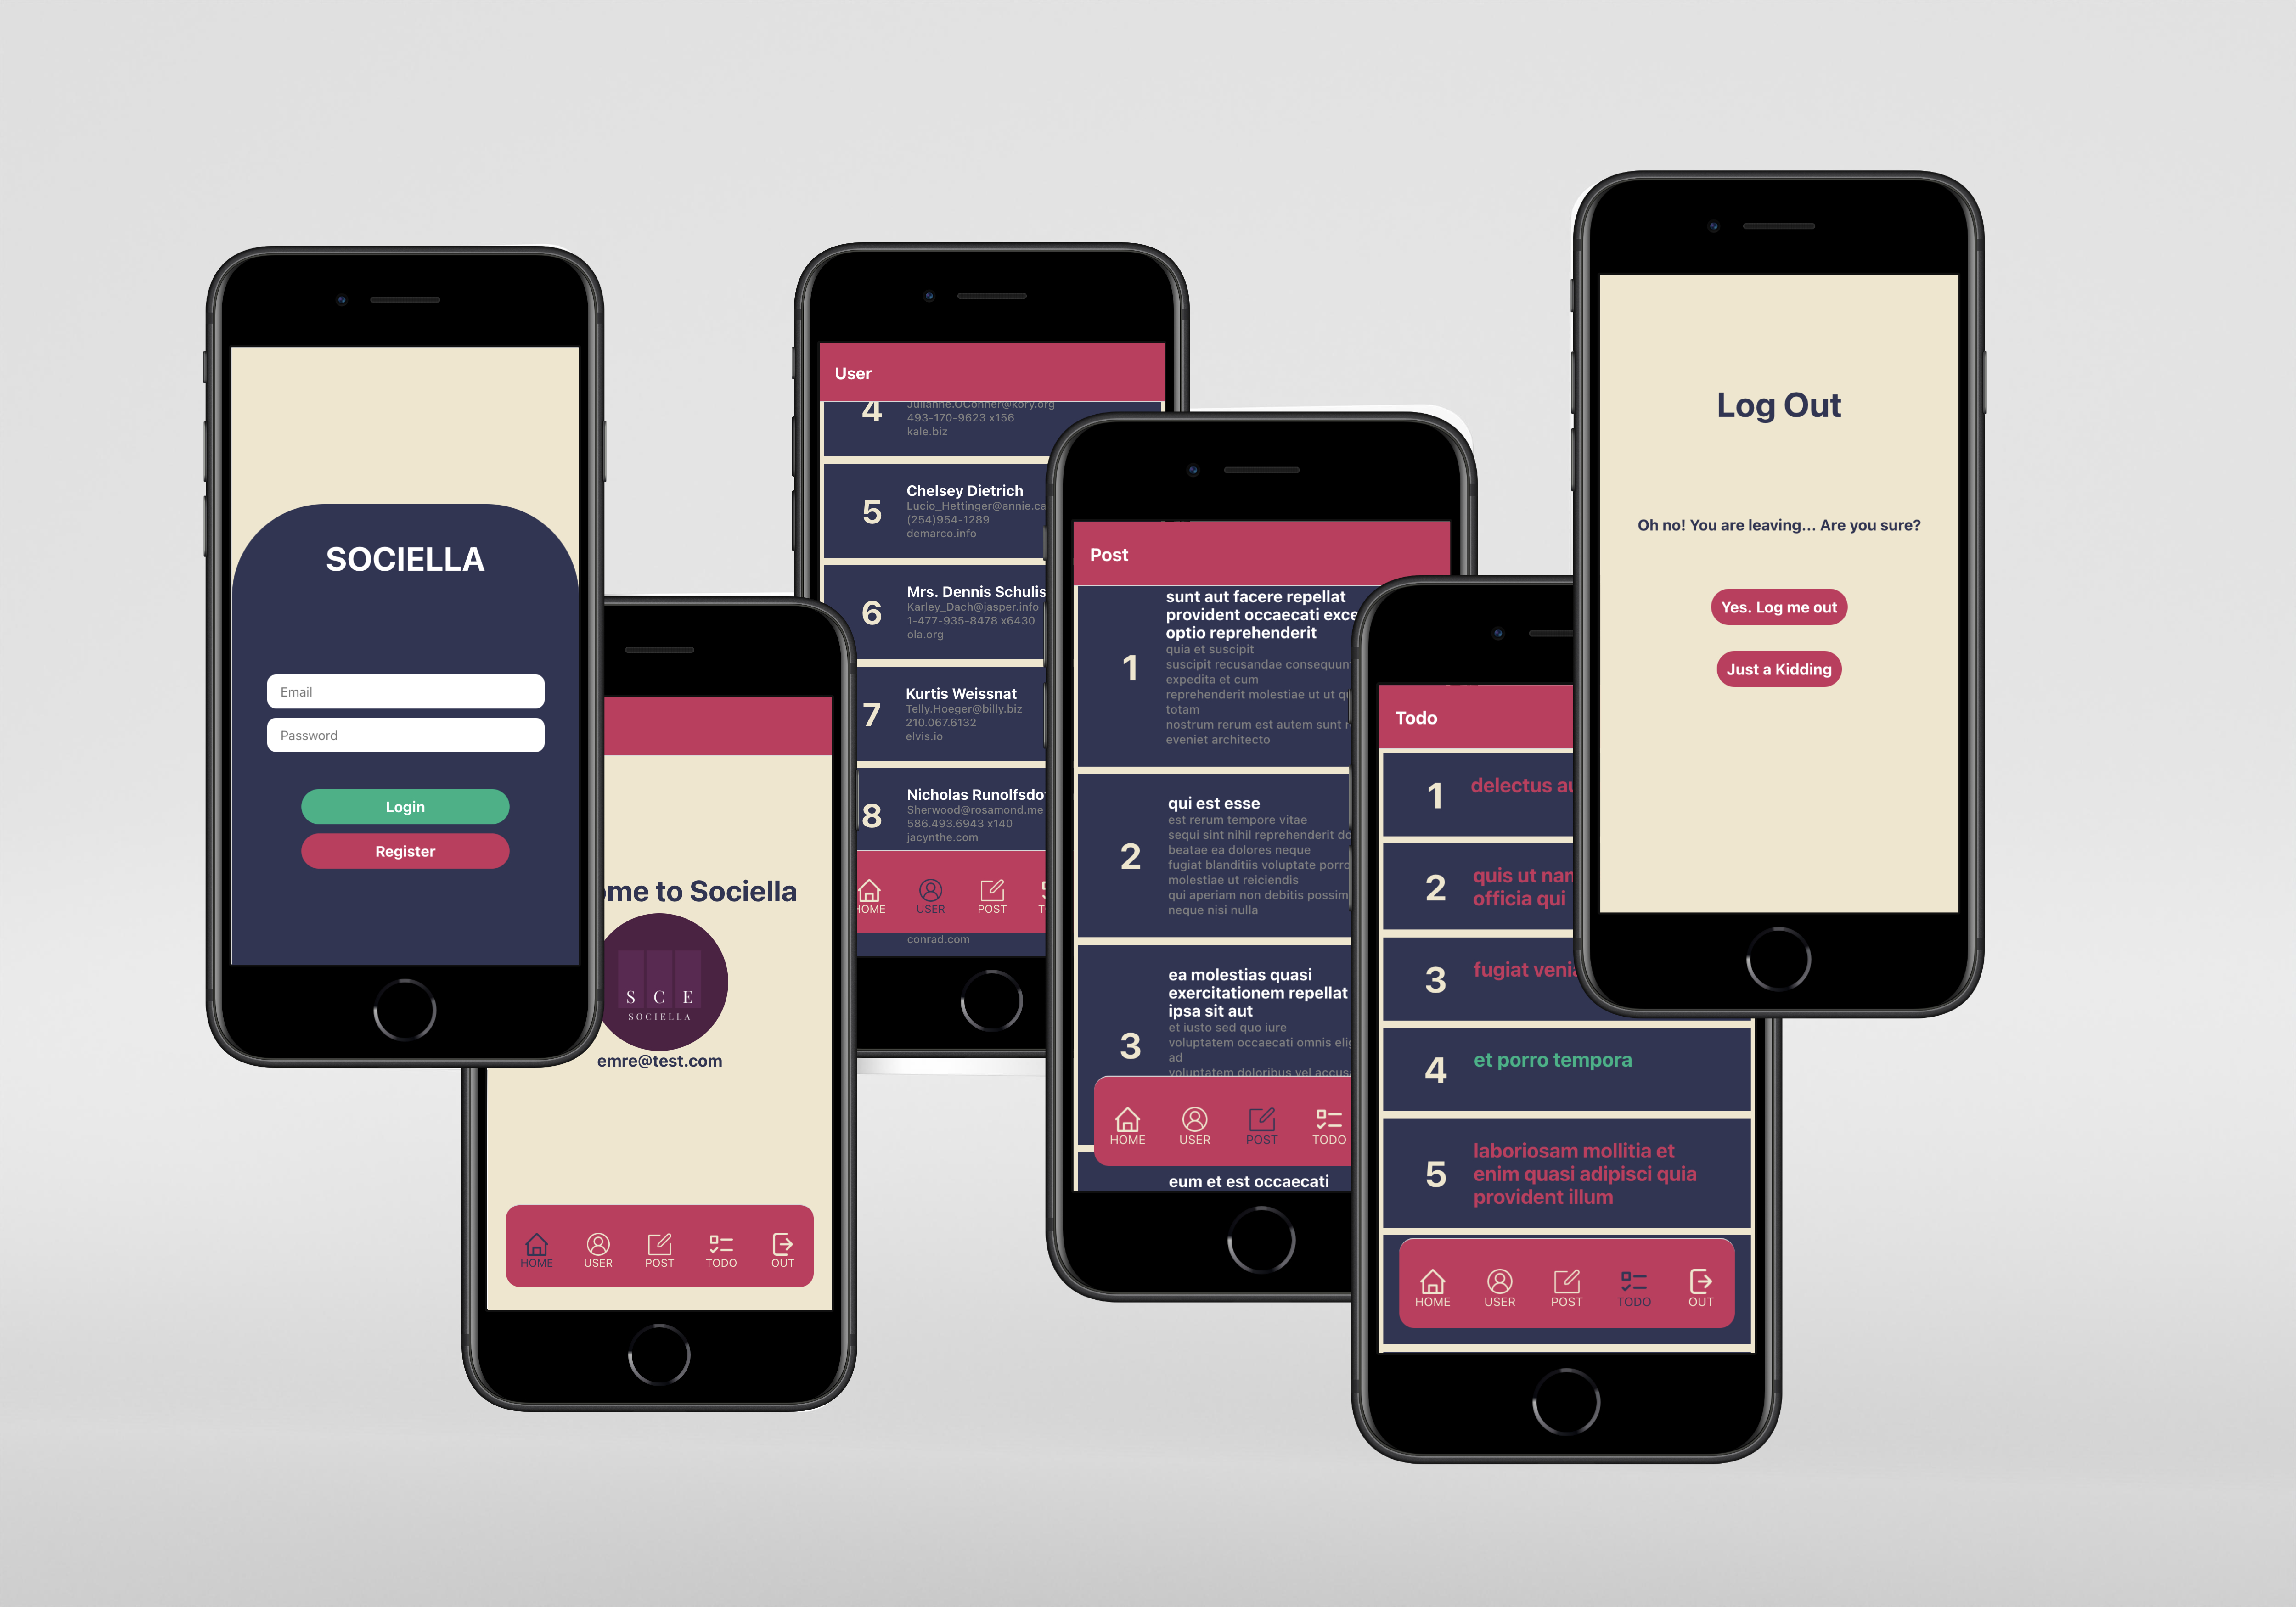 SOCIELLA
Email
Password
Login
Register
ome to Sociella
S C E
SOCIELLA
emre@test.com
HOME USER POST TODO OUT
User
4
Julianne.OConner@kory.org
493-170-9623 x156
kale.biz
5
Chelsey Dietrich
Lucio_Hettinger@annie.ca
(254)954-1289
demarco.info
6
Mrs. Dennis Schulis
Karley_Dach@jasper.info
1-477-935-8478 x6430
ola.org
7
Kurtis Weissnat
Telly.Hoeger@billy.biz
210.067.6132
elvis.io
8
Nicholas Runolfsdo
Sherwood@rosamond.me
586.493.6943 x140
jacynthe.com
HOME USER POST T
conrad.com
Post
1
sunt aut facere repellat
provident occaecati exce
optio reprehenderit
quia et suscipit
suscipit recusandae consequun
expedita et cum
reprehenderit molestiae ut ut q
totam
nostrum rerum est autem sunt
eveniet architecto
2
qui est esse
est rerum tempore vitae
sequi sint nihil reprehenderit do
beatae ea dolores neque
fugiat blanditiis voluptate porro
molestiae ut reiciendis
qui aperiam non debitis possim
neque nisi nulla
3
ea molestias quasi
exercitationem repellat
ipsa sit aut
et iusto sed quo iure
voluptatem occaecati omnis eli
ad
voluptatem doloribus vel accus
HOME USER POST TODO
eum et est occaecati
Todo
1
delectus au
2
quis ut nam
officia qui
3
fugiat venia
4
et porro tempora
5
laboriosam mollitia et
enim quasi adipisci quia
provident illum
HOME USER POST TODO OUT
Log Out
Oh no! You are leaving... Are you sure?
Yes. Log me out
Just a Kidding